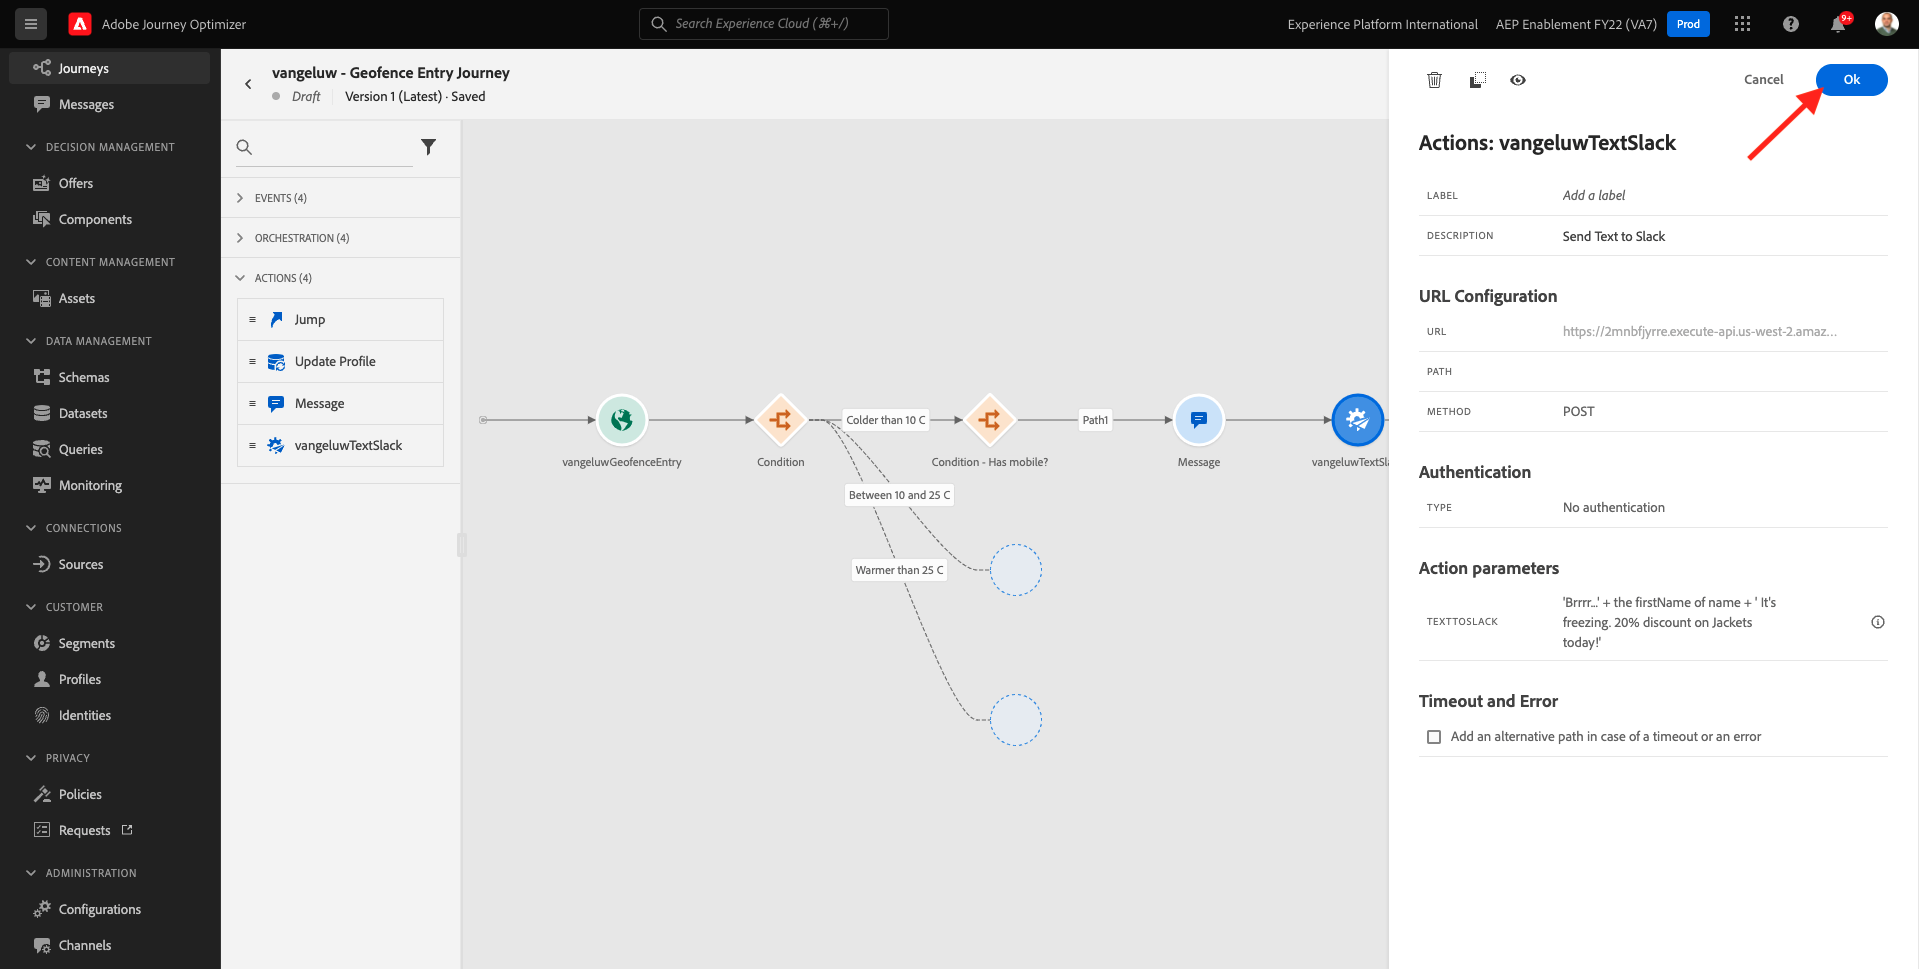 Adobe Journey Optimizer
Search Experience Cloud (⌘+/)
Experience Platform International
AEP Enablement FY22 (VA7)
Prod
9+
Journeys
Messages
DECISION MANAGEMENT
Offers
Components
CONTENT MANAGEMENT
Assets
DATA MANAGEMENT
Schemas
Datasets
Queries
Monitoring
CONNECTIONS
Sources
CUSTOMER
Segments
Profiles
Identities
PRIVACY
Policies
Requests
ADMINISTRATION
Configurations
Channels
vangeluw - Geofence Entry Journey
Draft
Version 1 (Latest) · Saved
EVENTS (4)
ORCHESTRATION (4)
ACTIONS (4)
Jump
Update Profile
Message
vangeluwTextSlack
vangeluwGeofenceEntry
Condition
Colder than 10 C
Condition - Has mobile?
Path1
Message
vangeluwTextSla
Between 10 and 25 C
Warmer than 25 C
Cancel
Ok
Actions: vangeluwTextSlack
LABEL
Add a label
DESCRIPTION
Send Text to Slack
URL Configuration
URL
https://2mnbfjyrre.execute-api.us-west-2.amaz...
PATH
METHOD
POST
Authentication
TYPE
No authentication
Action parameters
TEXTTOSLACK
'Brrrr...' + the firstName of name + ' It's
freezing. 20% discount on Jackets
today!'
Timeout and Error
Add an alternative path in case of a timeout or an error